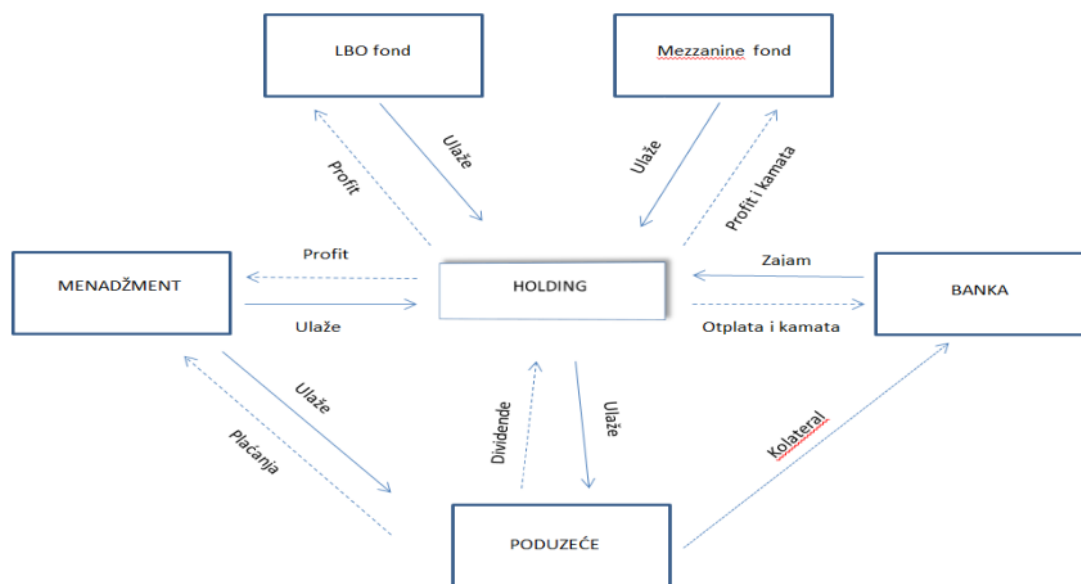 LBO fond
Mezzanine fond
Ulaže
Profit
Ulaže
Profit i kamata
MENADŽMENT
Profit
Ulaže
HOLDING
Zajam
Otplata i kamata
BANKA
Ulaže
Plaćanja
Dividende
Ulaže
Kolateral
PODUZEĆE